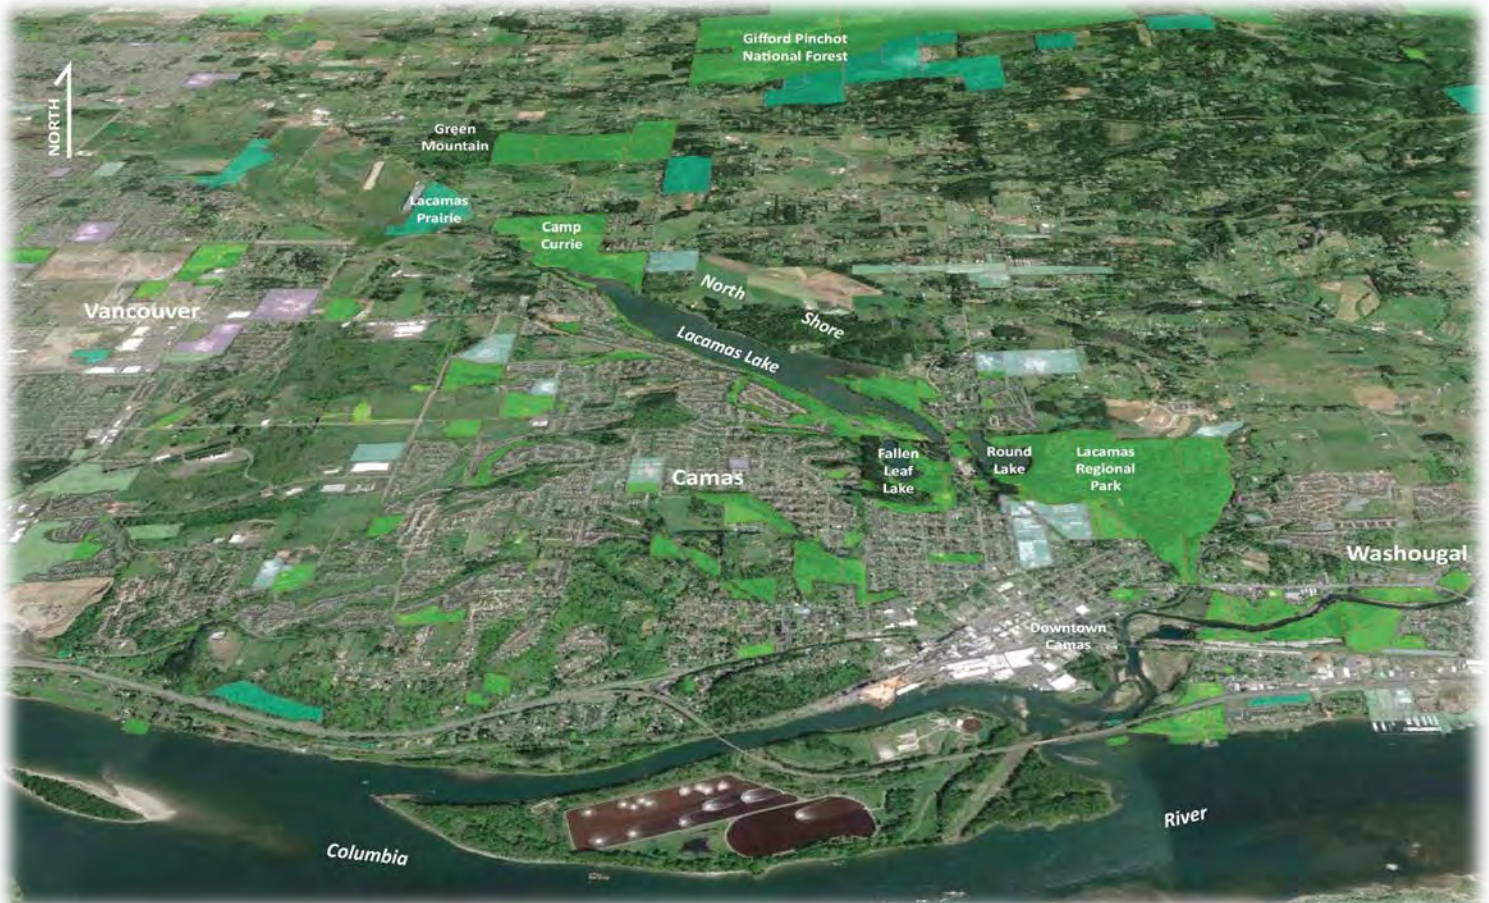 Gifford Pinchot
National Forest
NORTH
Green
Mountain
Lacamas
Prairie
Camp
Currie
North
Shore
Vancouver
Lacamas Lake
Fallen
Leaf
Lake
Round
Lake
Lacamas
Regional
Park
Camas
Washougal
Downtown
Camas
River
Columbia